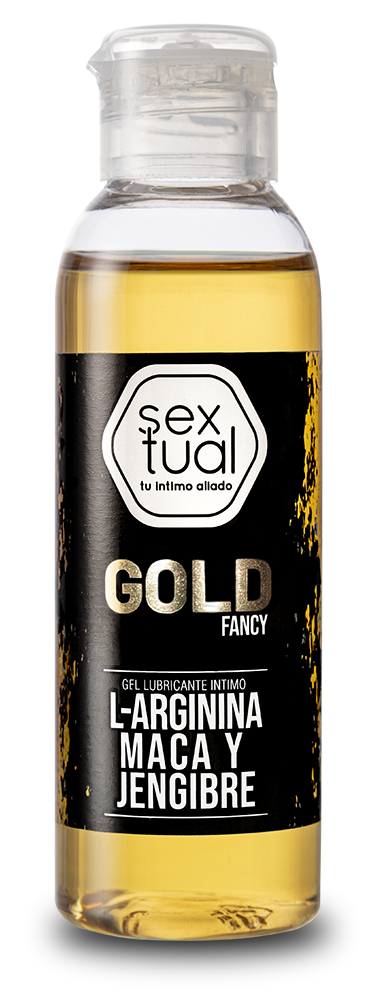 sex
tual
tu intimo aliado
GOLD
FANCY
GEL LUBRICANTE INTIMO
L-ARGININA
MACA Y
JENGIBRE